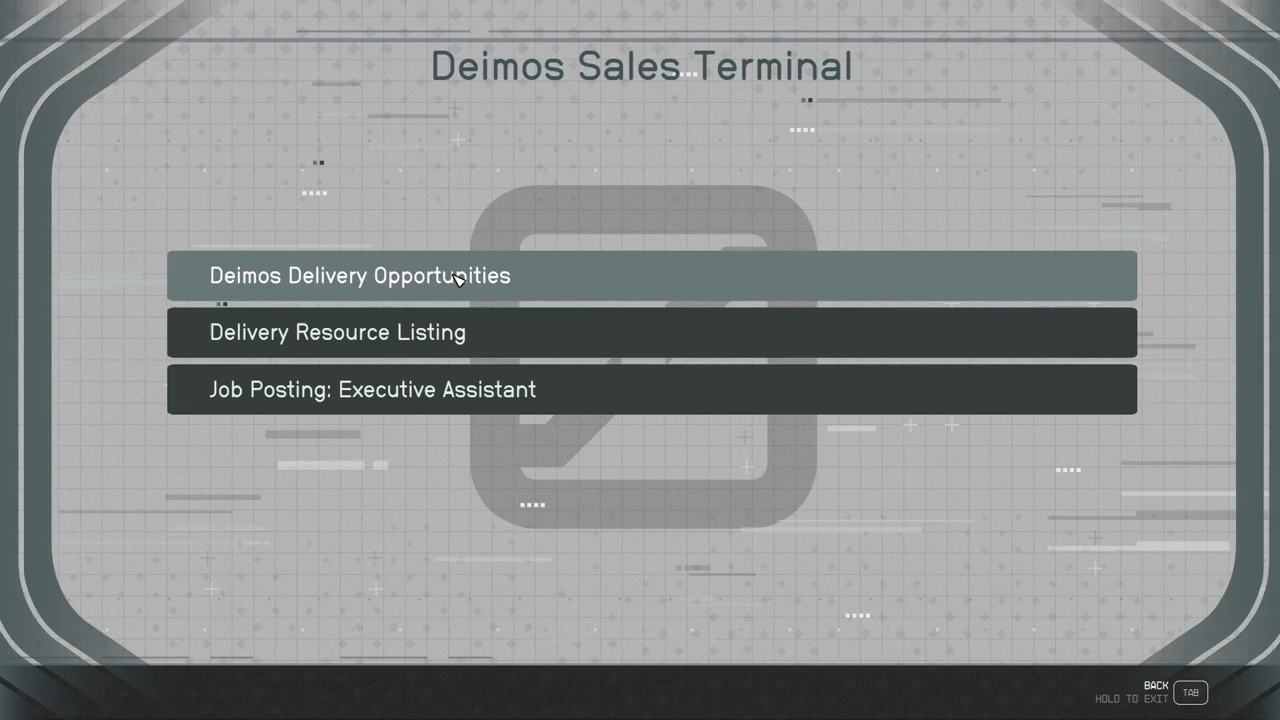 Deimos Sales Terminal
Deimos Delivery Opportunities
Delivery Resource Listing
Job Posting: Executive Assistant
BACK
HOLD TO EXIT
TAB